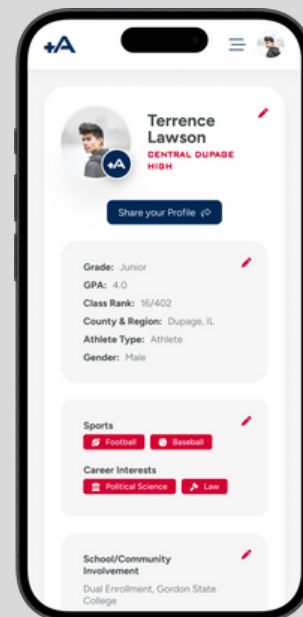 +A
Terrence
Lawson
CENTRAL DUPAGE
HIGH
+A
Share your Profile
Grade: Junior
GPA: 4.0
Class Rank: 16/402
County & Region: Dupage, IL
Athlete Type: Athlete
Gender: Male
Sports
Football Baseball
Career Interests
Political Science Law
School/Community
Involvement
Dual Enrollment, Gordon State
College